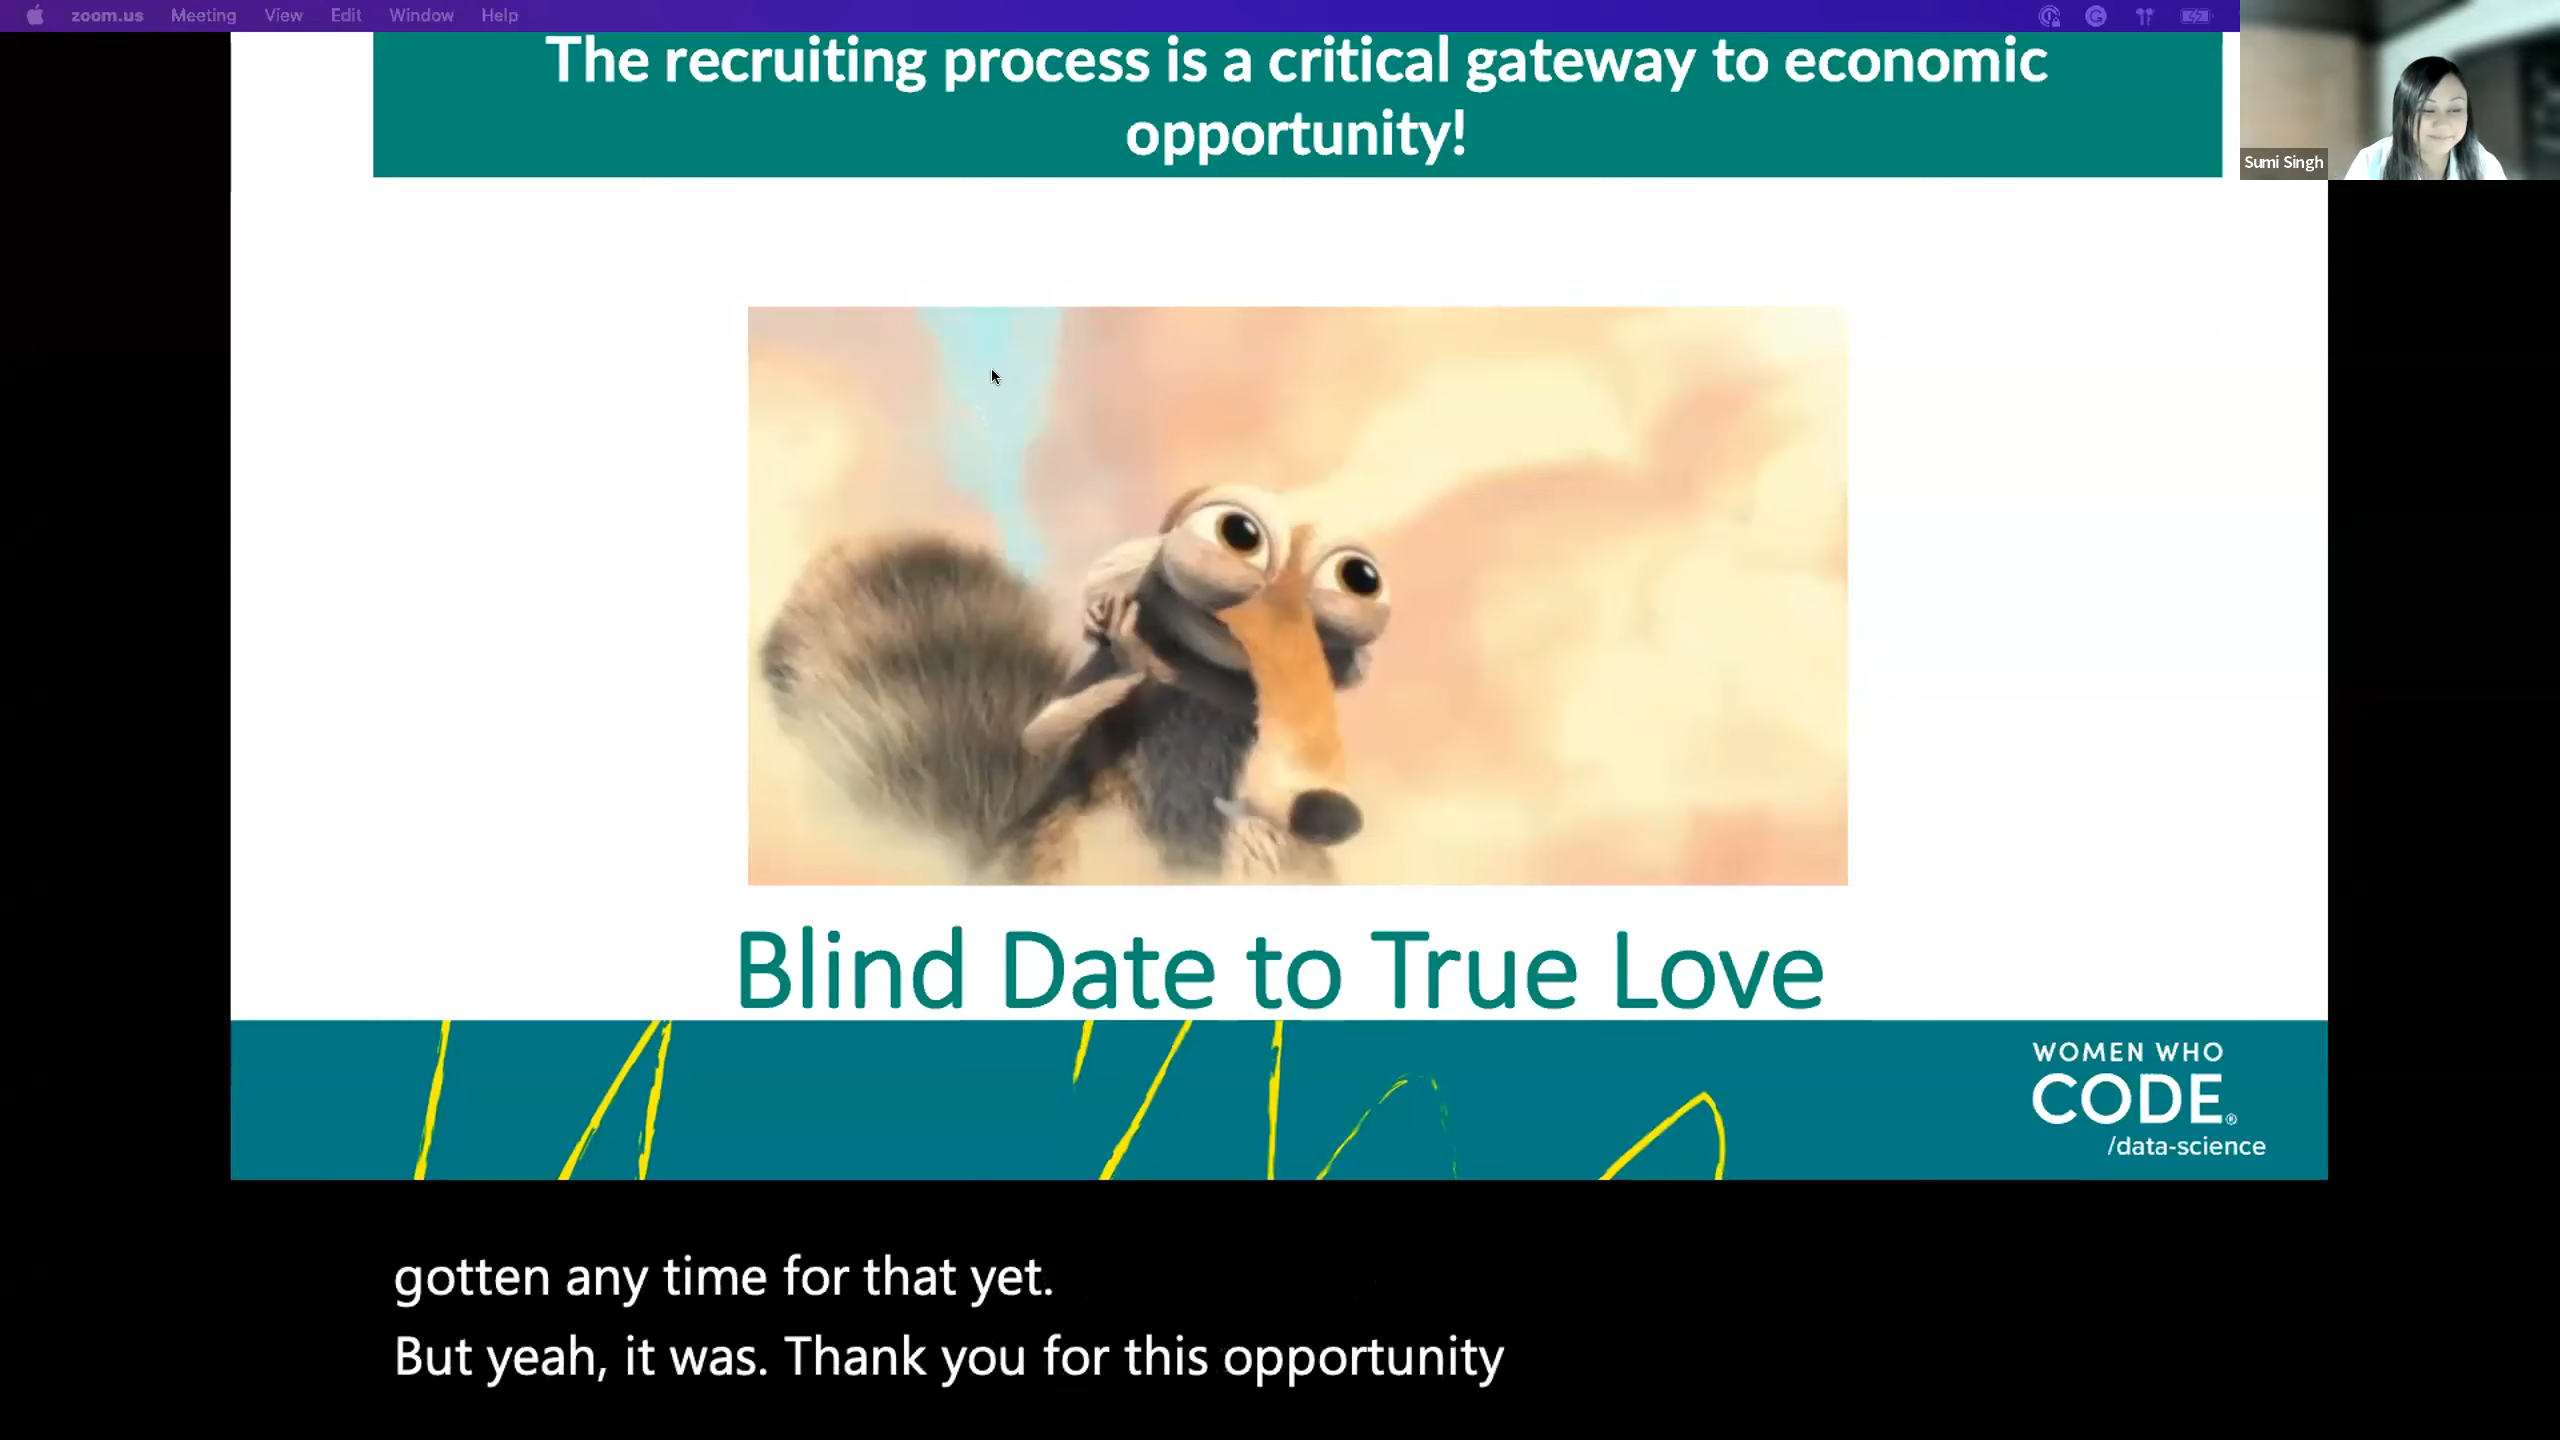 zoom.us Meeting View Edit Window Help
The recruiting process is a critical gateway to economic
opportunity!
Sumi Singh
Blind Date to True Love
WOMEN WHO
CODE®
/data-science
gotten any time for that yet.
But yeah, it was. Thank you for this opportunity